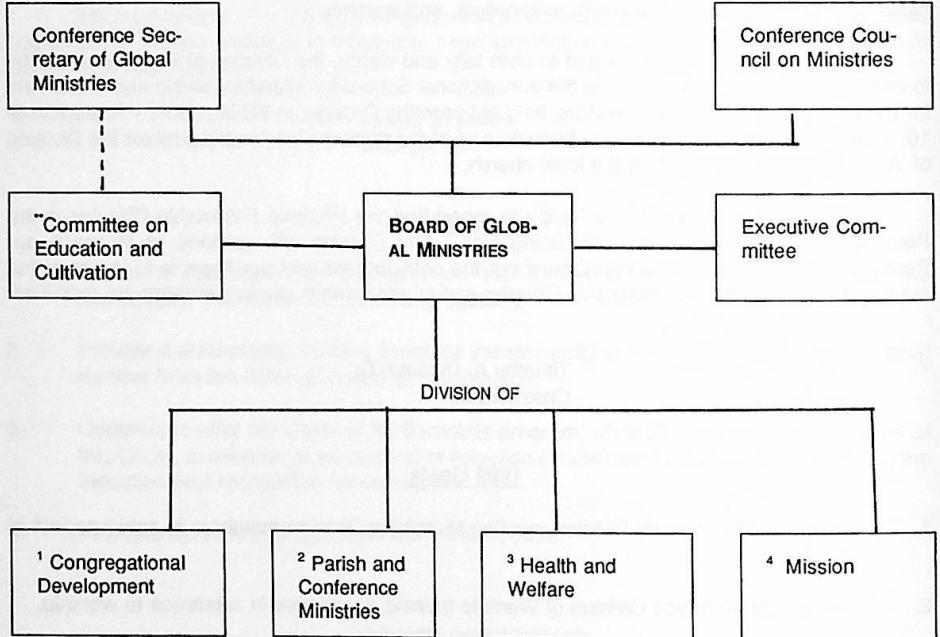 Conference Sec-
retary of Global
Ministries
Conference Coun-
cil on Ministries
**Committee on
Education and
Cultivation
BOARD OF GLOB-
AL MINISTRIES
Executive Com-
mittee
DIVISION OF
1 Congregational
Development
2 Parish and
Conference
Ministries
3 Health and
Welfare
4 Mission